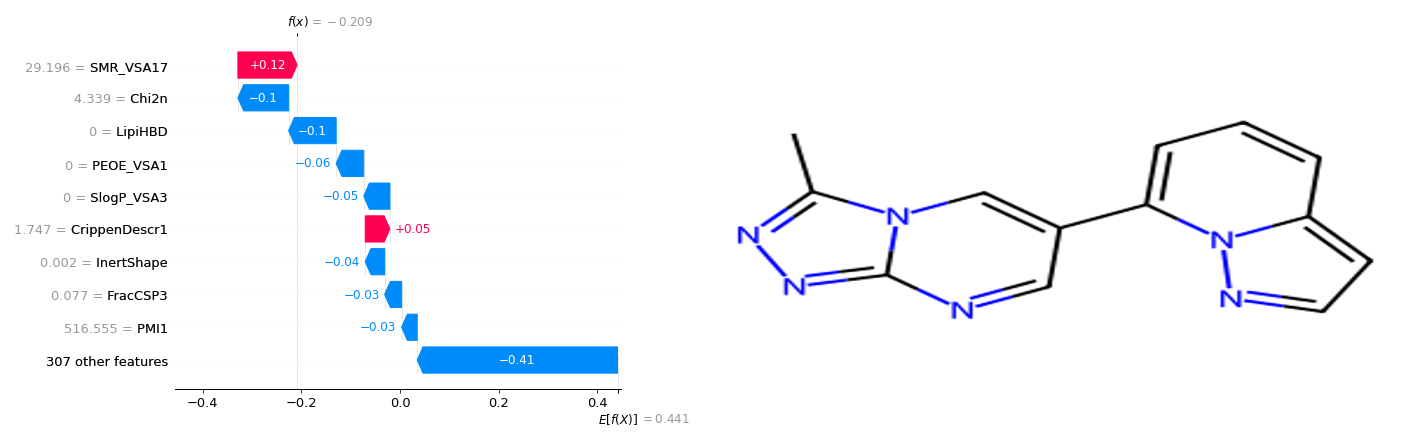 f(x) = −0.209
29.196 = SMR_VSA17
+0.12
4.339 = Chi2n
−0.1
0 = LipiHBD
−0.1
0 = PEOE_VSA1
−0.06
0 = SlogP_VSA3
−0.05
1.747 = CrippenDescr1
+0.05
0.002 = InertShape
−0.04
0.077 = FracCSP3
−0.03
516.555 = PMI1
−0.03
307 other features
−0.41
−0.4 −0.2 0.0 0.2 0.4
E[f(X)] = 0.441
N
N
N
N
N
N